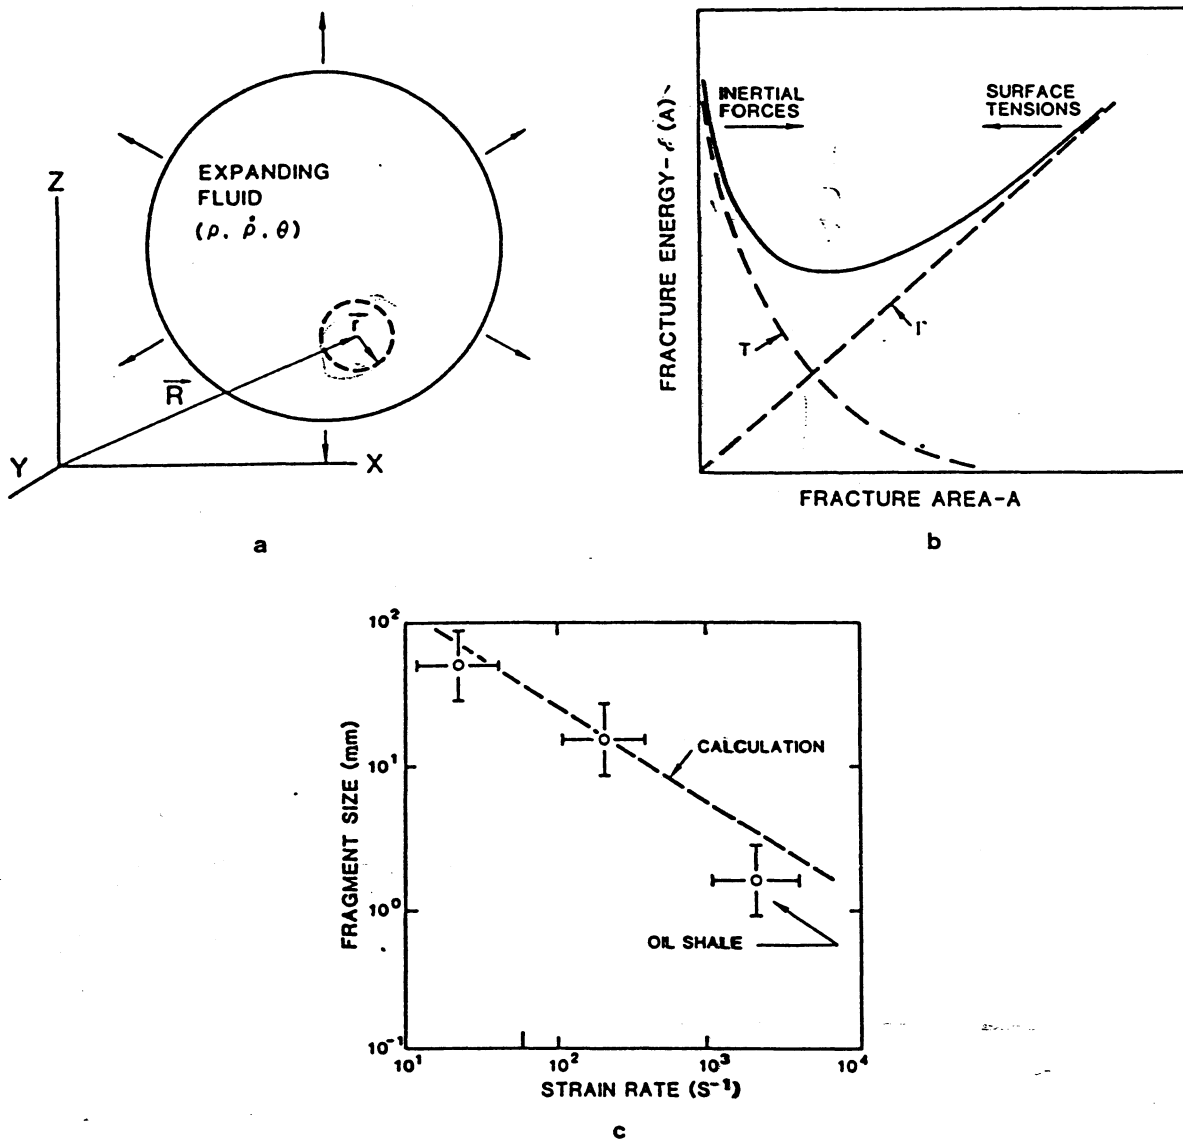 EXPANDING
FLUID
(ρ, ρ̇, θ)
Z
r
R
Y
X
a
INERTIAL
FORCES
SURFACE
TENSIONS
FRACTURE ENERGY-ℰ(A)
T
Γ
FRACTURE AREA-A
b
10²
10¹
10⁰
10⁻¹
FRAGMENT SIZE (mm)
CALCULATION
OIL SHALE
10¹
10²
10³
10⁴
STRAIN RATE (S⁻¹)
c